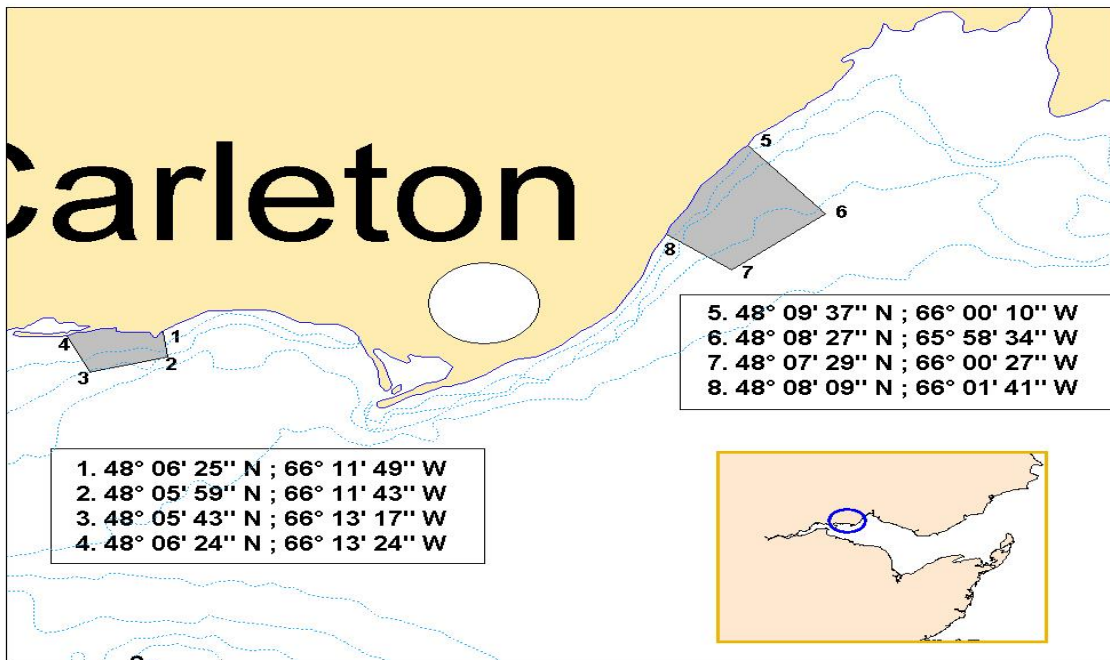 Carleton
5
6
8
7
5. 48° 09' 37" N ; 66° 00' 10" W
6. 48° 08' 27" N ; 65° 58' 34" W
7. 48° 07' 29" N ; 66° 00' 27" W
8. 48° 08' 09" N ; 66° 01' 41" W
1
4
2
3
1. 48° 06' 25" N ; 66° 11' 49" W
2. 48° 05' 59" N ; 66° 11' 43" W
3. 48° 05' 43" N ; 66° 13' 17" W
4. 48° 06' 24" N ; 66° 13' 24" W